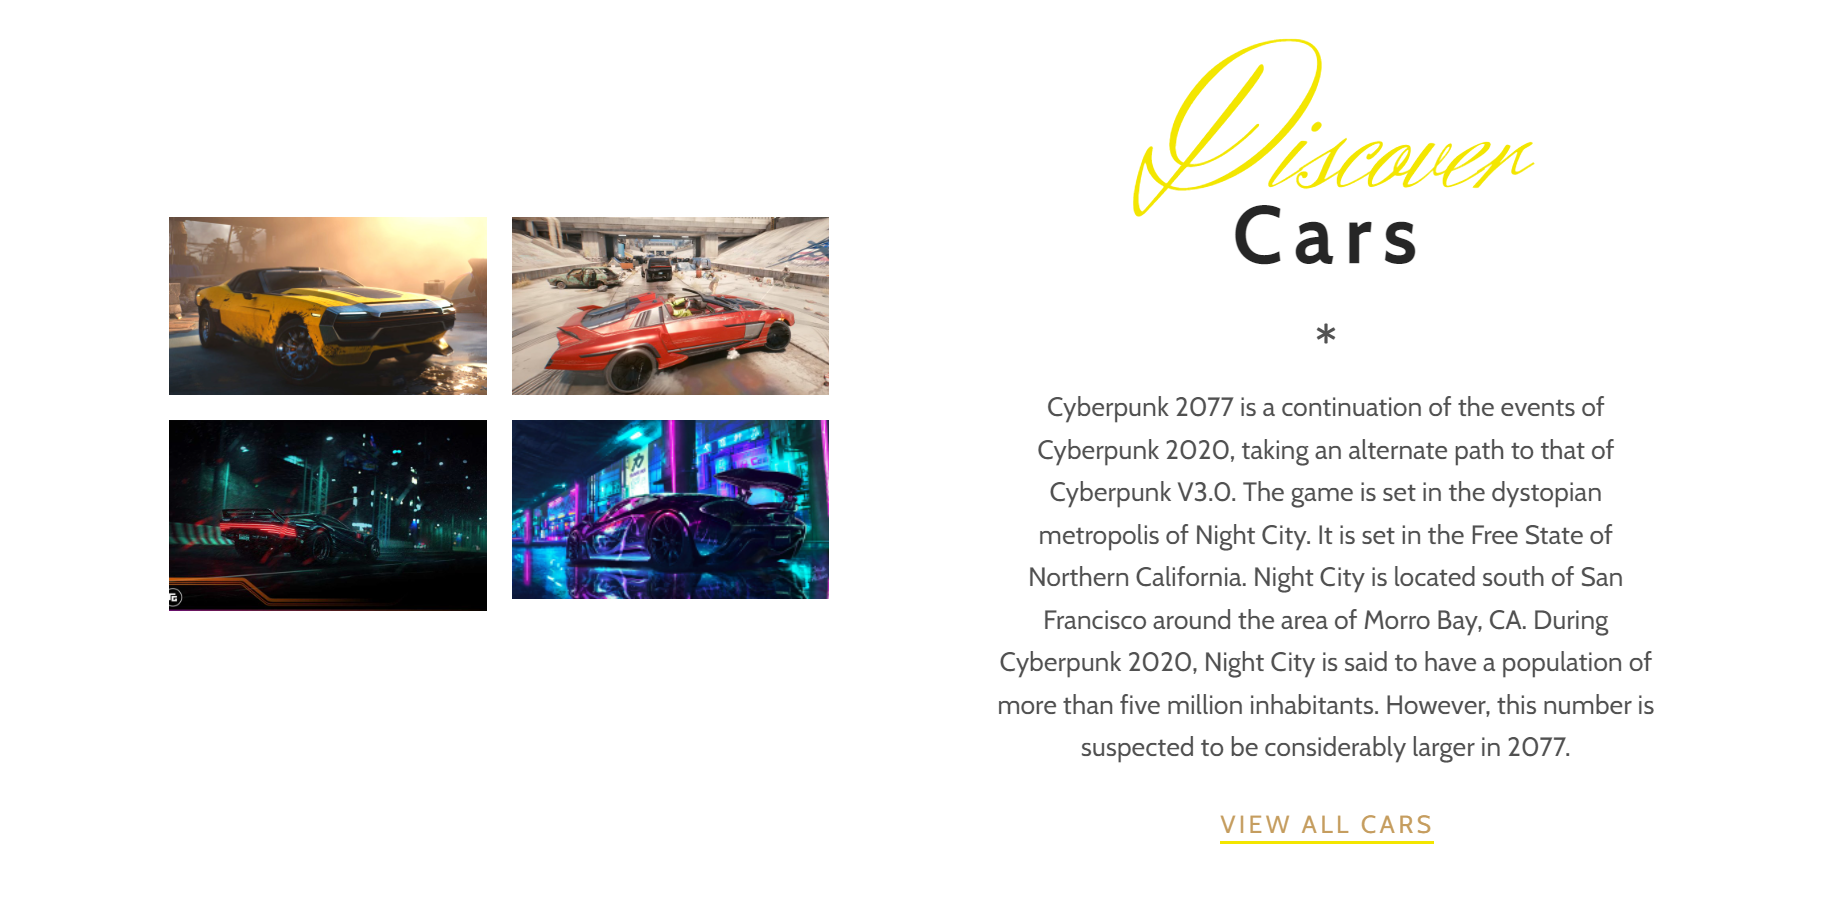 Discover
Cars
*
Cyberpunk 2077 is a continuation of the events of
Cyberpunk 2020, taking an alternate path to that of
Cyberpunk V3.0. The game is set in the dystopian
metropolis of Night City. It is set in the Free State of
Northern California. Night City is located south of San
Francisco around the area of Morro Bay, CA. During
Cyberpunk 2020, Night City is said to have a population of
more than five million inhabitants. However, this number is
suspected to be considerably larger in 2077.
VIEW ALL CARS